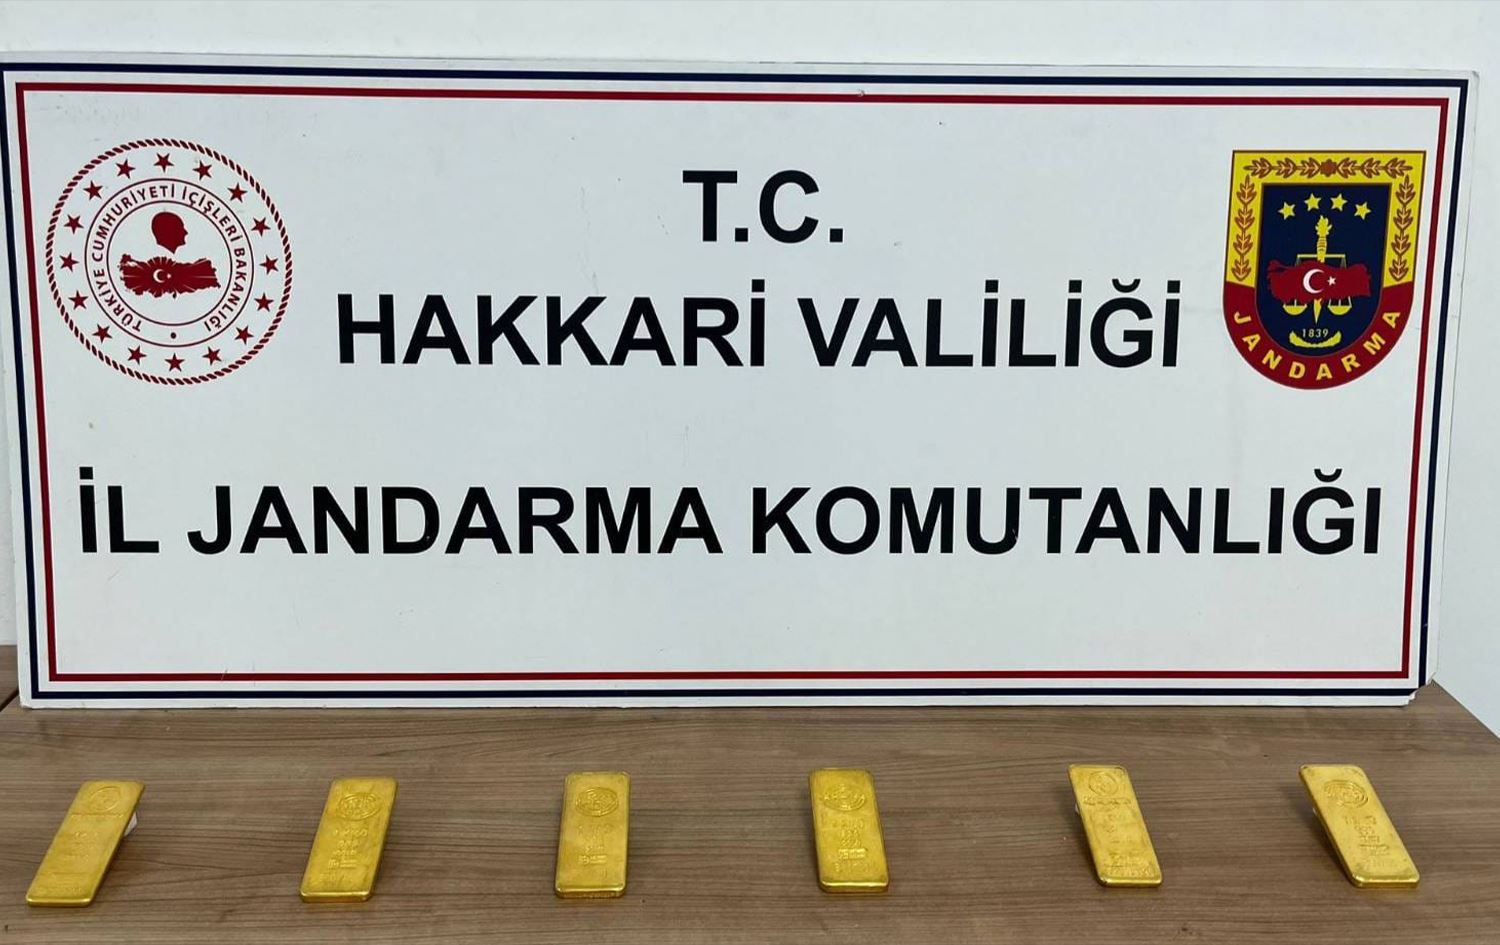 T.C.
HAKKARİ VALİLİĞİ
İL JANDARMA KOMUTANLIĞI
TÜRKİYE CUMHURİYETİ İÇİŞLERİ BAKANLIĞI
1839
JANDARMA